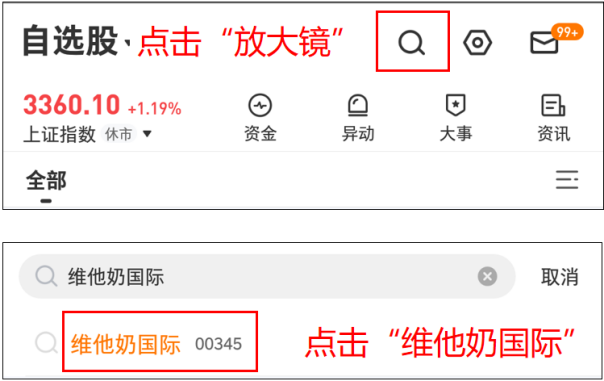 自选股 点击“放大镜” 99+
3360.10 +1.19%
上证指数 休市 资金 异动 大事 资讯
全部
维他奶国际 取消
维他奶国际 00345 点击“维他奶国际”